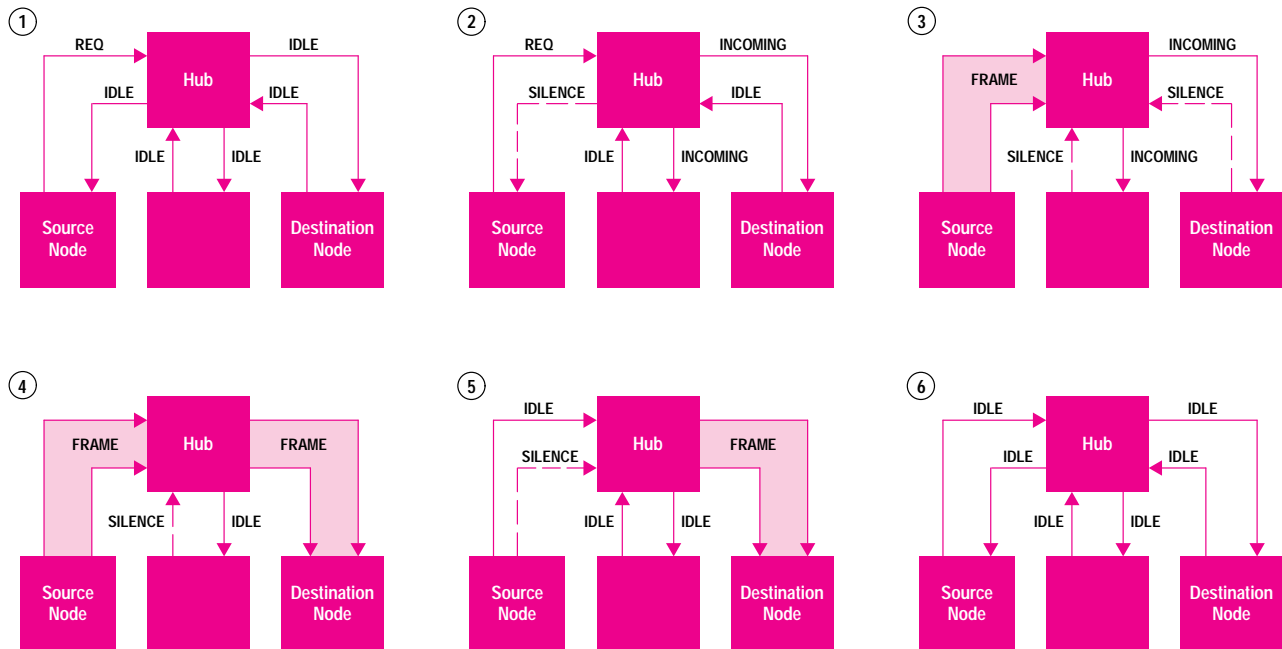 1
REQ
IDLE
Hub
IDLE
IDLE
IDLE
IDLE
Source
Node
Destination
Node
2
REQ
INCOMING
Hub
SILENCE
IDLE
IDLE
INCOMING
Source
Node
Destination
Node
3
INCOMING
FRAME
Hub
SILENCE
SILENCE
INCOMING
Source
Node
Destination
Node
4
FRAME
Hub
FRAME
SILENCE
IDLE
Source
Node
Destination
Node
5
IDLE
Hub
FRAME
SILENCE
IDLE
IDLE
Source
Node
Destination
Node
6
IDLE
IDLE
Hub
IDLE
IDLE
IDLE
IDLE
Source
Node
Destination
Node